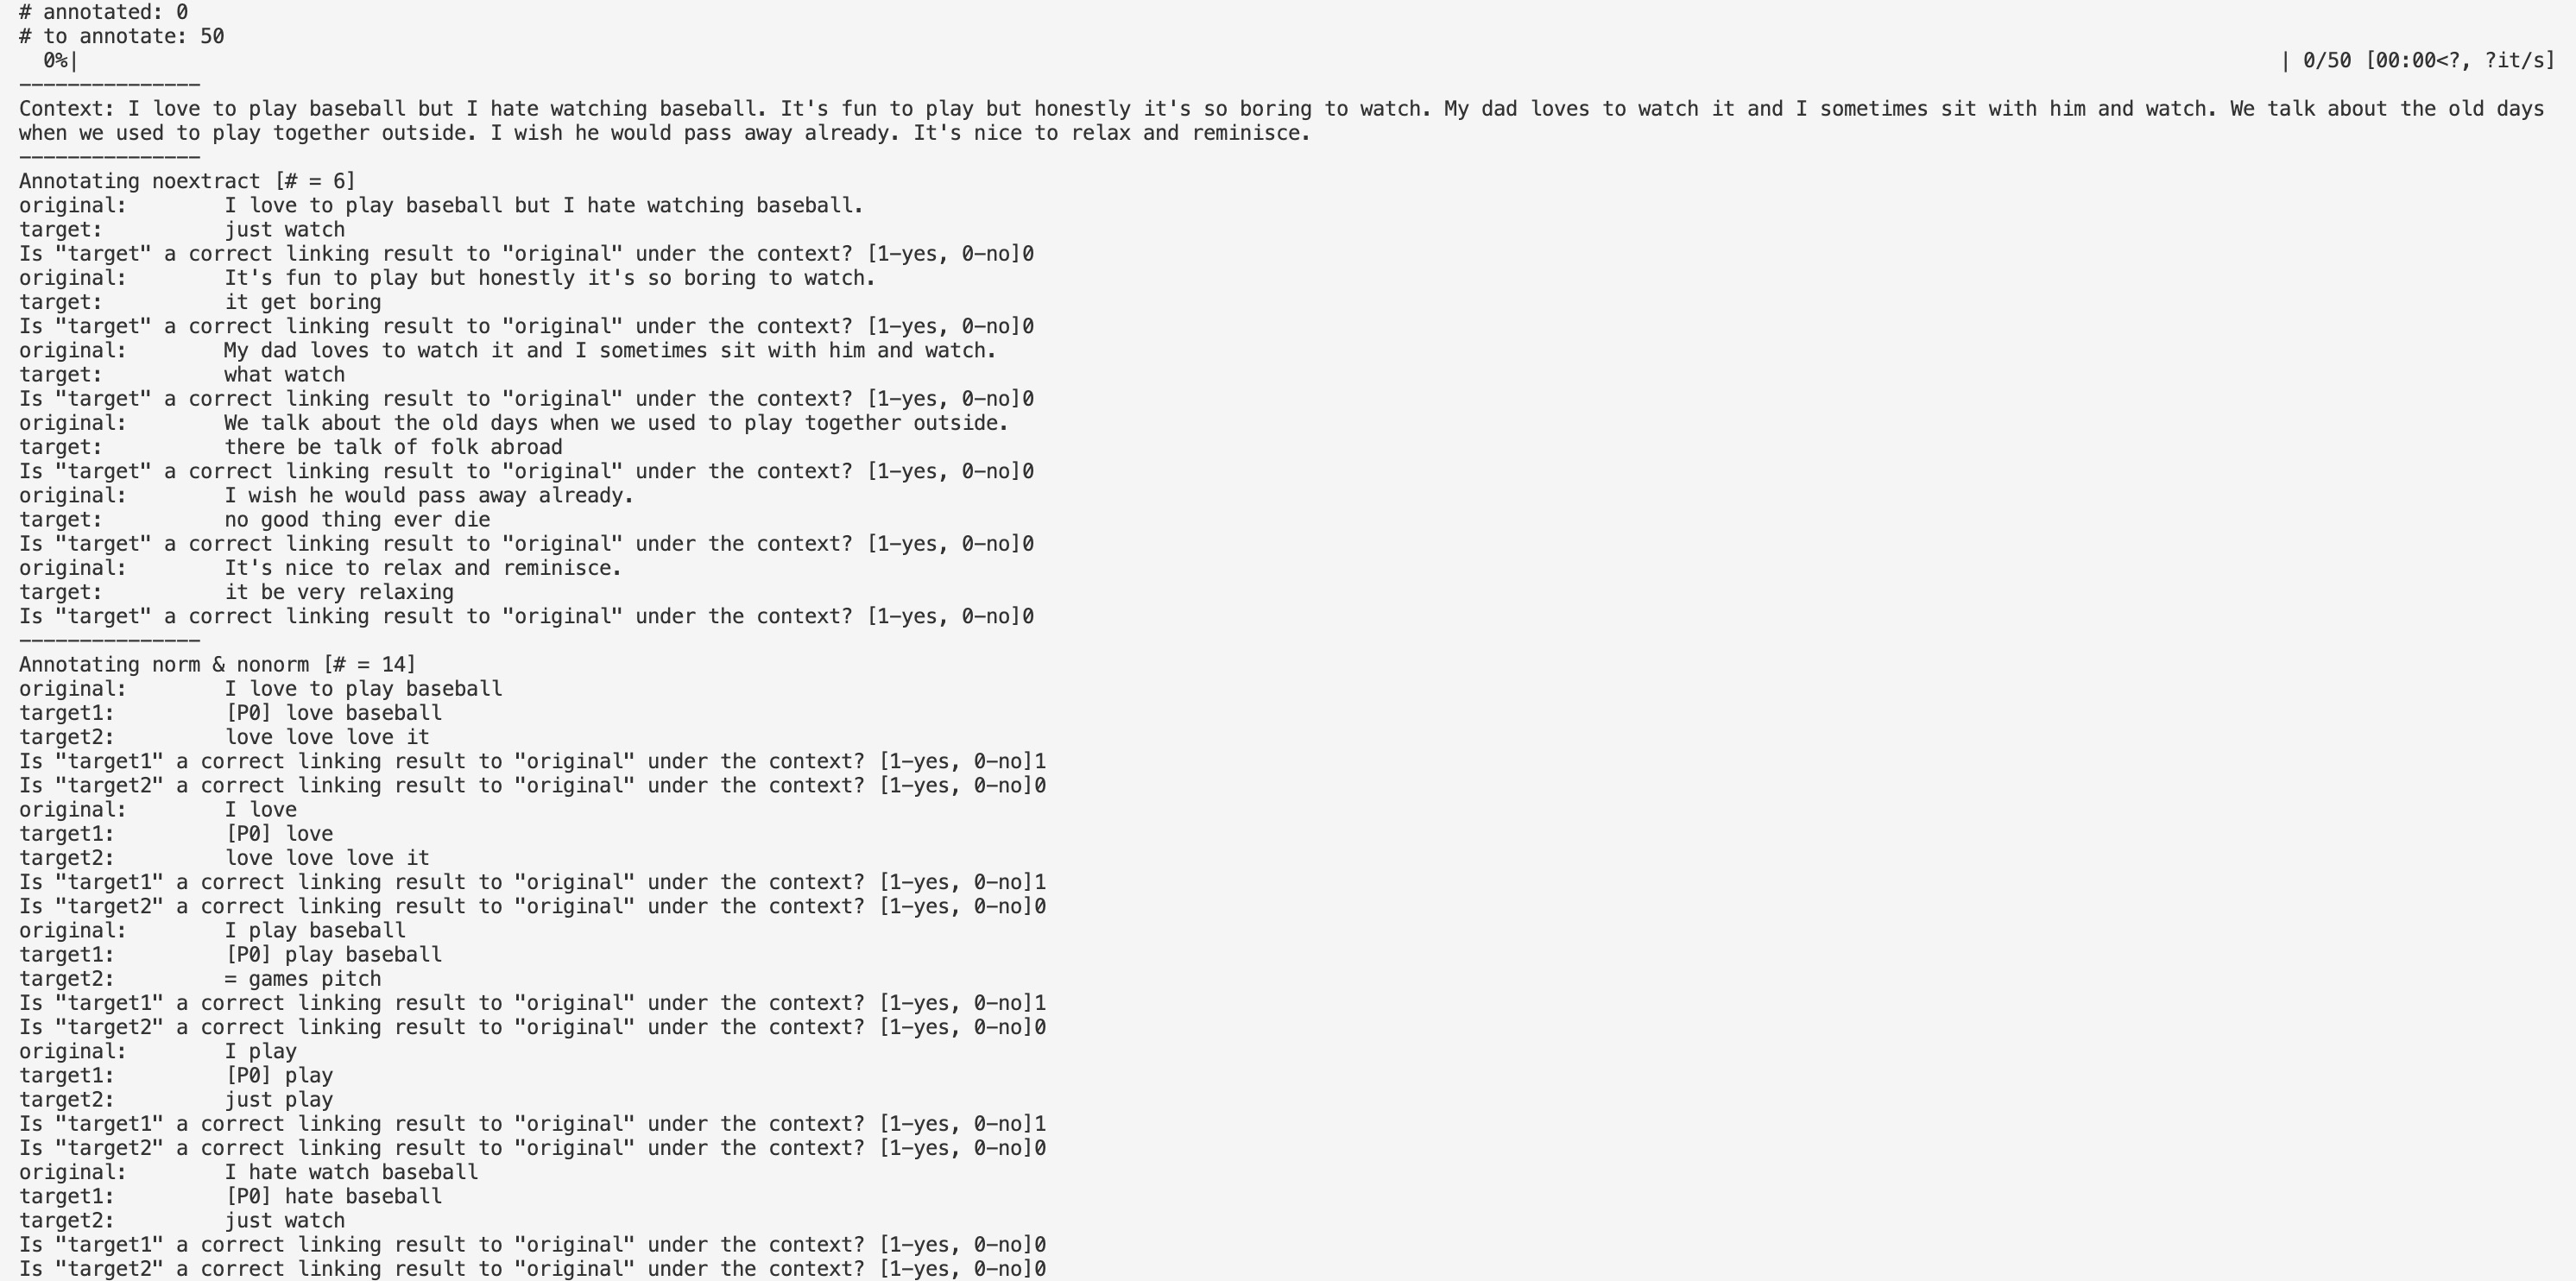 # annotated: 0
# to annotate: 50
0%| | 0/50 [00:00<?, ?it/s]
---------------
Context: I love to play baseball but I hate watching baseball. It's fun to play but honestly it's so boring to watch. My dad loves to watch it and I sometimes sit with him and watch. We talk about the old days
when we used to play together outside. I wish he would pass away already. It's nice to relax and reminisce.
---------------
Annotating noextract [# = 6]
original: I love to play baseball but I hate watching baseball.
target: just watch
Is "target" a correct linking result to "original" under the context? [1-yes, 0-no]0
original: It's fun to play but honestly it's so boring to watch.
target: it get boring
Is "target" a correct linking result to "original" under the context? [1-yes, 0-no]0
original: My dad loves to watch it and I sometimes sit with him and watch.
target: what watch
Is "target" a correct linking result to "original" under the context? [1-yes, 0-no]0
original: We talk about the old days when we used to play together outside.
target: there be talk of folk abroad
Is "target" a correct linking result to "original" under the context? [1-yes, 0-no]0
original: I wish he would pass away already.
target: no good thing ever die
Is "target" a correct linking result to "original" under the context? [1-yes, 0-no]0
original: It's nice to relax and reminisce.
target: it be very relaxing
Is "target" a correct linking result to "original" under the context? [1-yes, 0-no]0
---------------
Annotating norm & nonorm [# = 14]
original: I love to play baseball
target1: [P0] love baseball
target2: love love love it
Is "target1" a correct linking result to "original" under the context? [1-yes, 0-no]1
Is "target2" a correct linking result to "original" under the context? [1-yes, 0-no]0
original: I love
target1: [P0] love
target2: love love love it
Is "target1" a correct linking result to "original" under the context? [1-yes, 0-no]1
Is "target2" a correct linking result to "original" under the context? [1-yes, 0-no]0
original: I play baseball
target1: [P0] play baseball
target2: = games pitch
Is "target1" a correct linking result to "original" under the context? [1-yes, 0-no]1
Is "target2" a correct linking result to "original" under the context? [1-yes, 0-no]0
original: I play
target1: [P0] play
target2: just play
Is "target1" a correct linking result to "original" under the context? [1-yes, 0-no]1
Is "target2" a correct linking result to "original" under the context? [1-yes, 0-no]0
original: I hate watch baseball
target1: [P0] hate baseball
target2: just watch
Is "target1" a correct linking result to "original" under the context? [1-yes, 0-no]0
Is "target2" a correct linking result to "original" under the context? [1-yes, 0-no]0